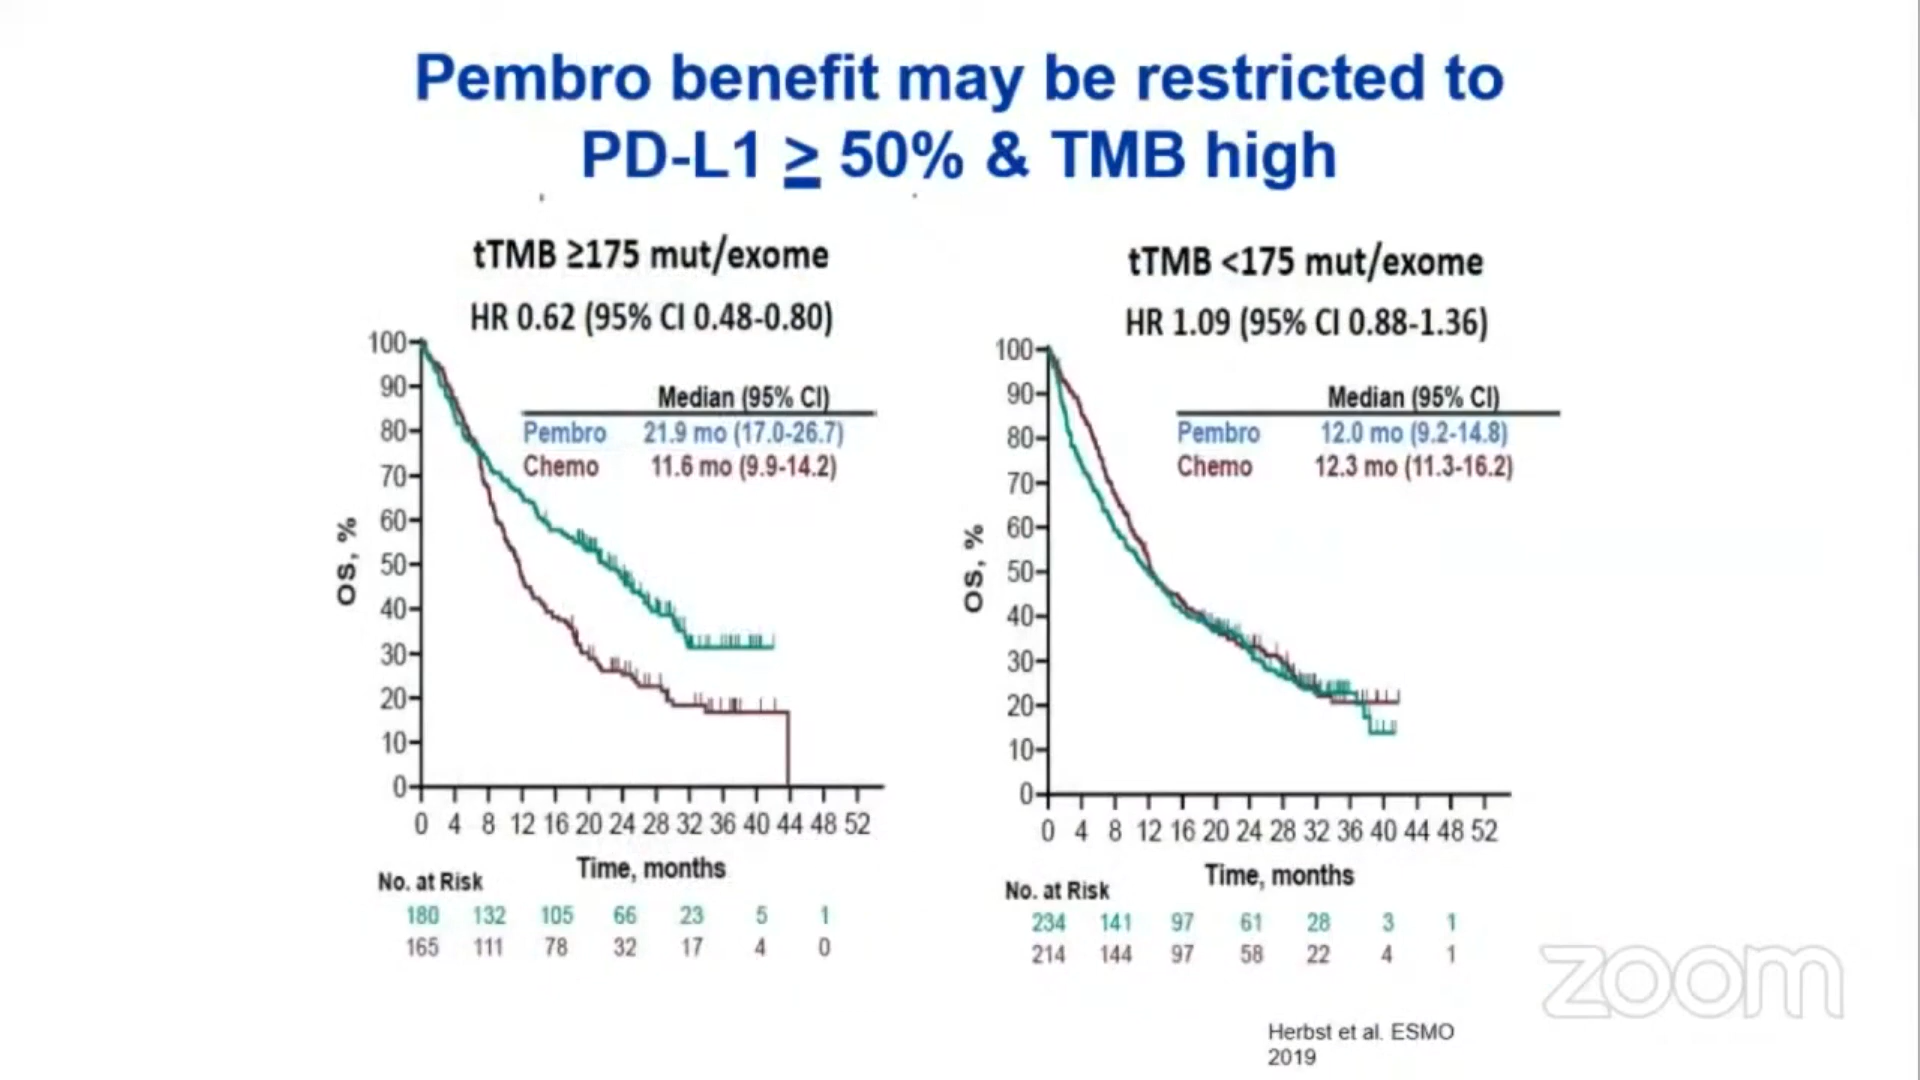 Pembro benefit may be restricted to
PD-L1 ≥ 50% & TMB high
tTMB ≥175 mut/exome
HR 0.62 (95% CI 0.48-0.80)
Median (95% CI)
Pembro 21.9 mo (17.0-26.7)
Chemo 11.6 mo (9.9-14.2)
OS, %
100
90
80
70
60
50
40
30
20
10
0
0 4 8 12 16 20 24 28 32 36 40 44 48 52
Time, months
No. at Risk
180 132 105 66 23 5 1
165 111 78 32 17 4 0
tTMB <175 mut/exome
HR 1.09 (95% CI 0.88-1.36)
Median (95% CI)
Pembro 12.0 mo (9.2-14.8)
Chemo 12.3 mo (11.3-16.2)
OS, %
100
90
80
70
60
50
40
30
20
10
0
0 4 8 12 16 20 24 28 32 36 40 44 48 52
Time, months
No. at Risk
234 141 97 61 28 3 1
214 144 97 58 22 4 1
zoom
Herbst et al. ESMO
2019